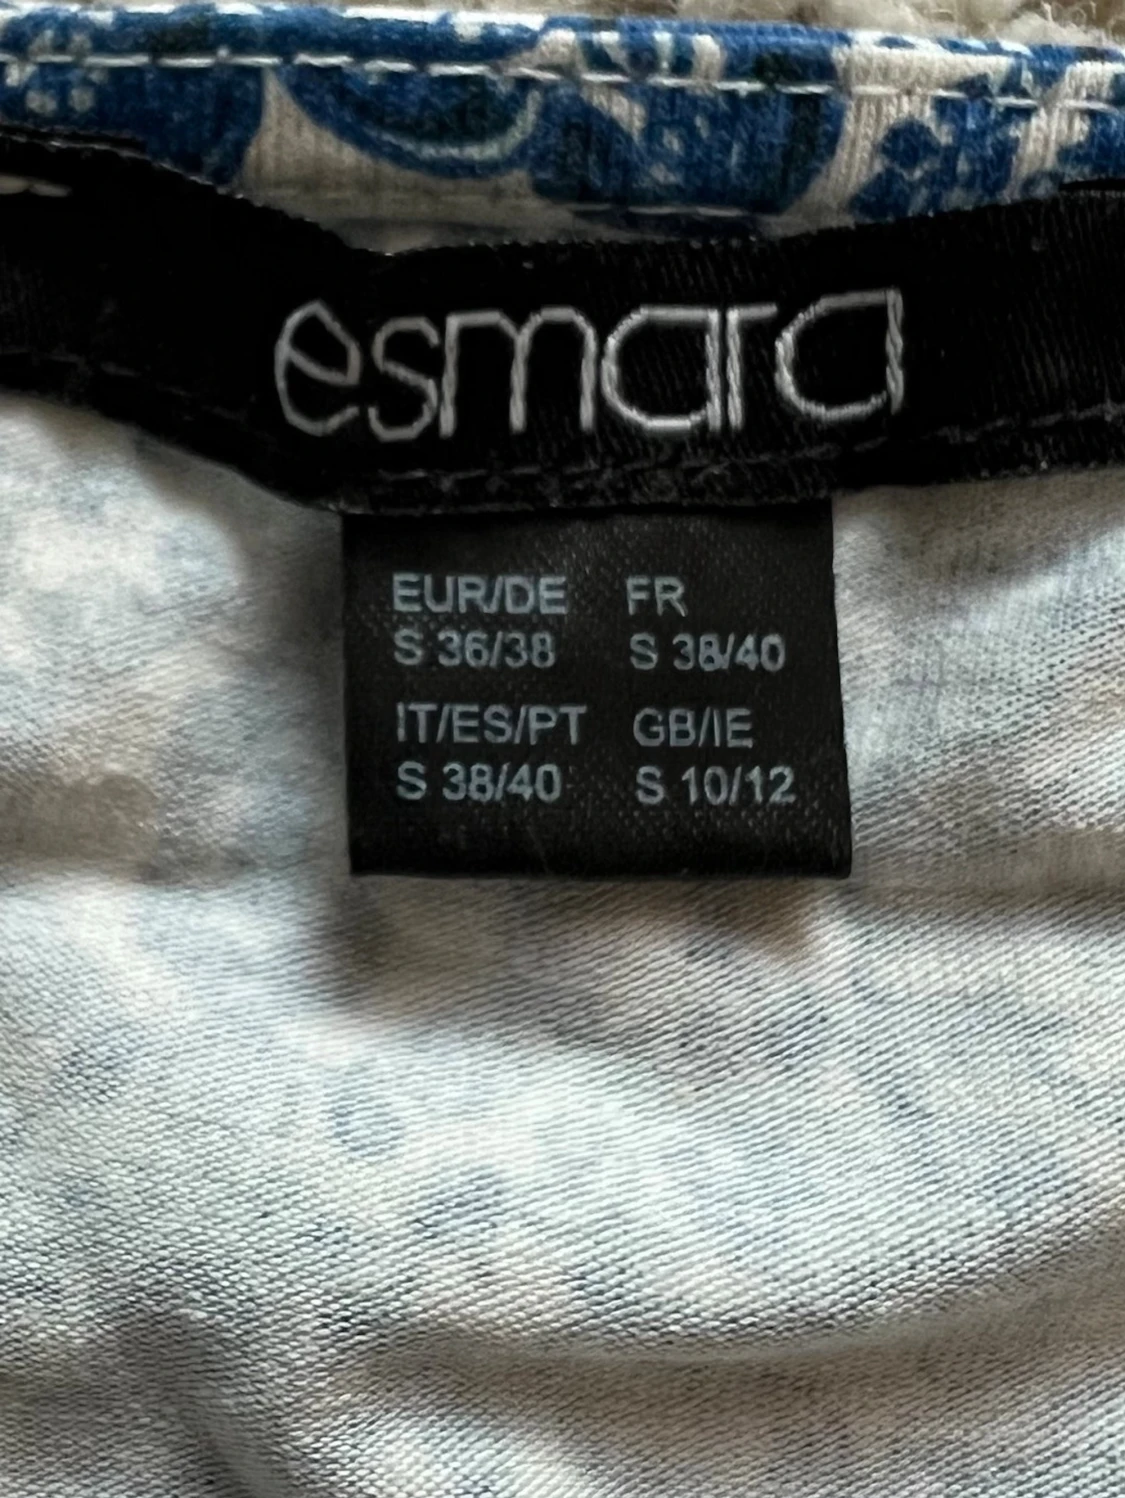 esmara
EUR/DE FR
S 36/38 S 38/40
IT/ES/PT GB/IE
S 38/40 S 10/12